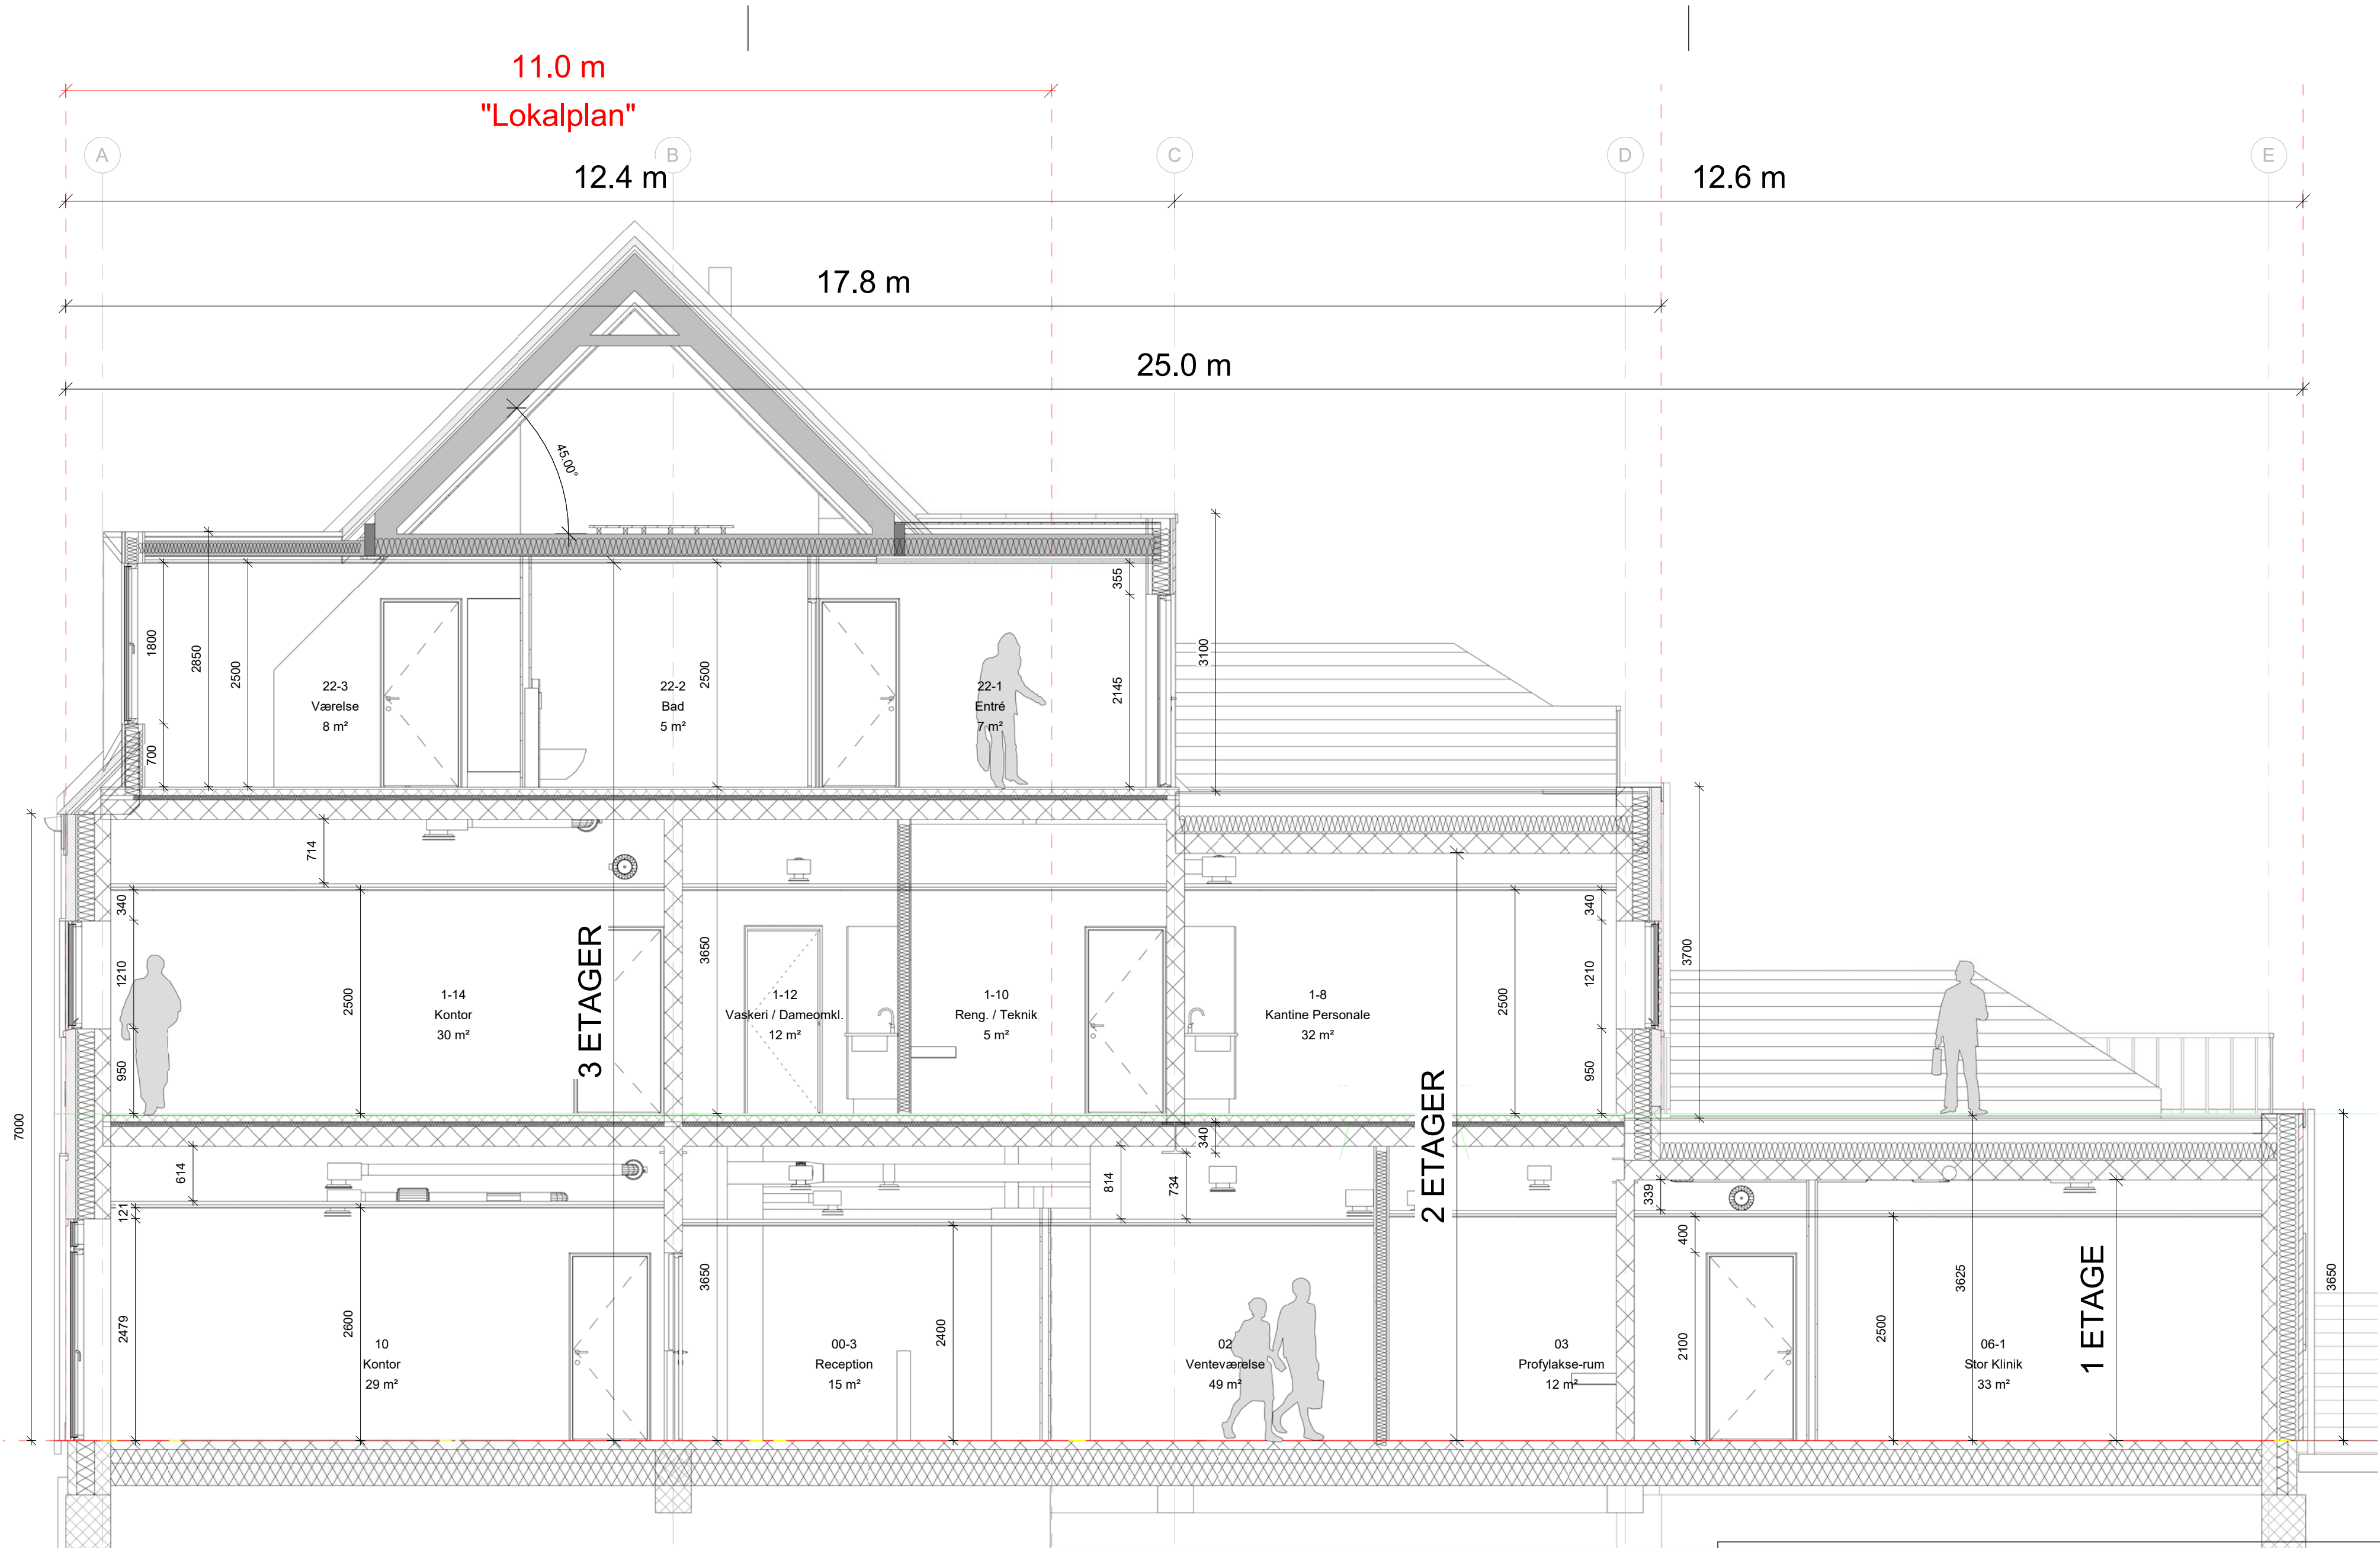 11.0 m
"Lokalplan"
A
B
C
D
E
12.4 m
12.6 m
17.8 m
25.0 m
45.00°
1800
2850
2500
700
22-3
Værelse
8 m²
22-2
Bad
5 m²
2500
22-1
Entré
7 m²
355
2145
3100
7000
714
340
1210
950
2500
1-14
Kontor
30 m²
3 ETAGER
3650
1-12
Vaskeri / Dameomkl.
12 m²
1-10
Reng. / Teknik
5 m²
1-8
Kantine Personale
32 m²
2500
340
1210
950
3700
614
121
2479
2600
10
Kontor
29 m²
3650
00-3
Reception
15 m²
2400
814
340
734
02
Venteværelse
49 m²
2 ETAGER
03
Profylakse-rum
12 m²
339
400
2100
2500
3625
06-1
Stor Klinik
33 m²
1 ETAGE
3650